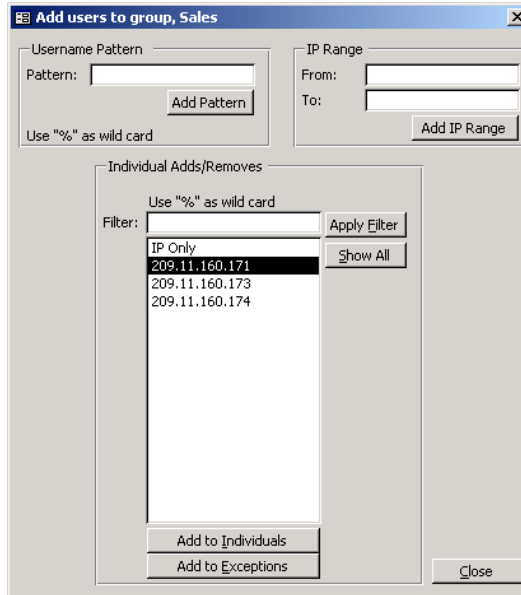 Add users to group, Sales
Username Pattern
Pattern:
Add Pattern
Use "%" as wild card
IP Range
From:
To:
Add IP Range
Individual Adds/Removes
Use "%" as wild card
Filter:
Apply Filter
IP Only
Show All
209.11.160.171
209.11.160.173
209.11.160.174
Add to Individuals
Add to Exceptions
Close